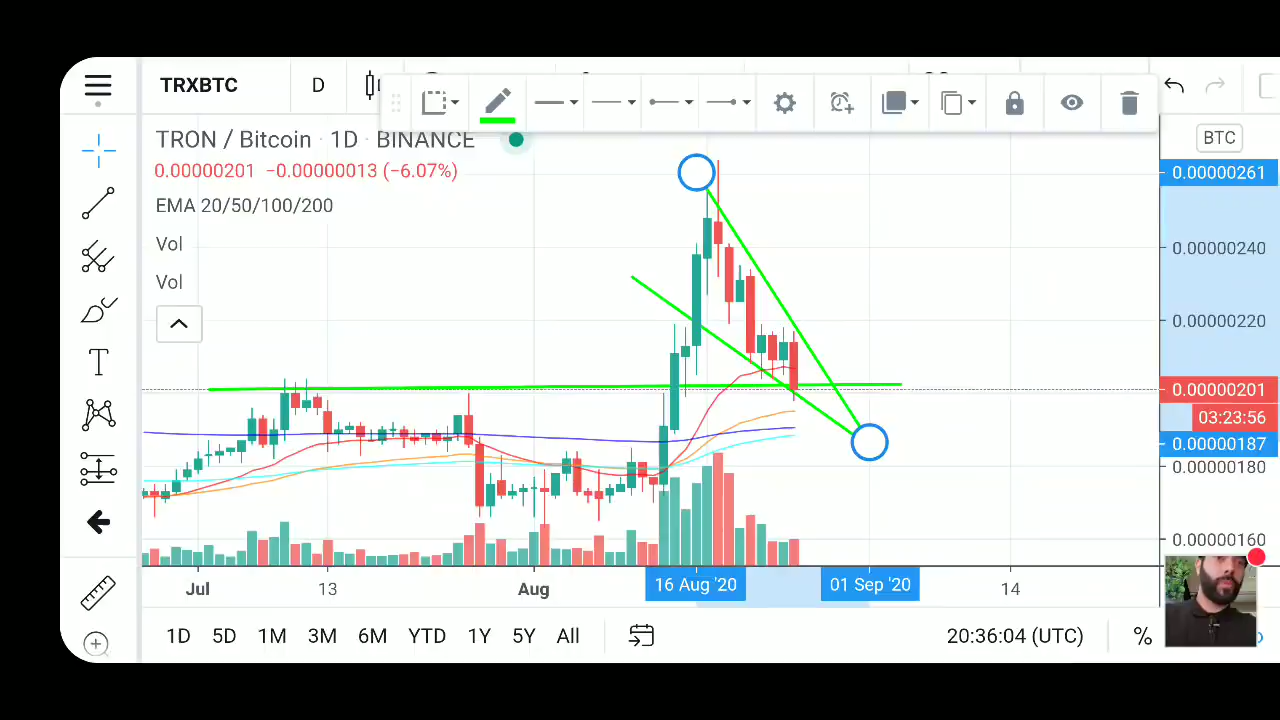 TRXBTC D
TRON / Bitcoin · 1D · BINANCE
0.00000201 −0.00000013 (−6.07%)
EMA 20/50/100/200
Vol
Vol
T
BTC
0.00000261
0.00000240
0.00000220
0.00000201
03:23:56
0.00000187
0.00000180
0.00000160
Jul 13 Aug 16 Aug '20 01 Sep '20 14
1D 5D 1M 3M 6M YTD 1Y 5Y All 20:36:04 (UTC) %